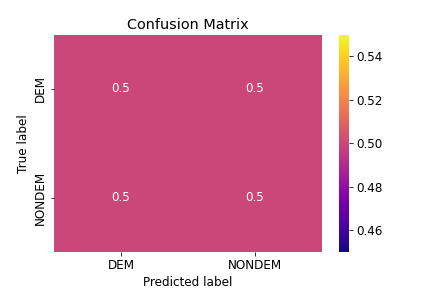 Confusion Matrix
True label
DEM
0.5 0.5
NONDEM
0.5 0.5
DEM NONDEM
Predicted label
0.54
0.52
0.50
0.48
0.46